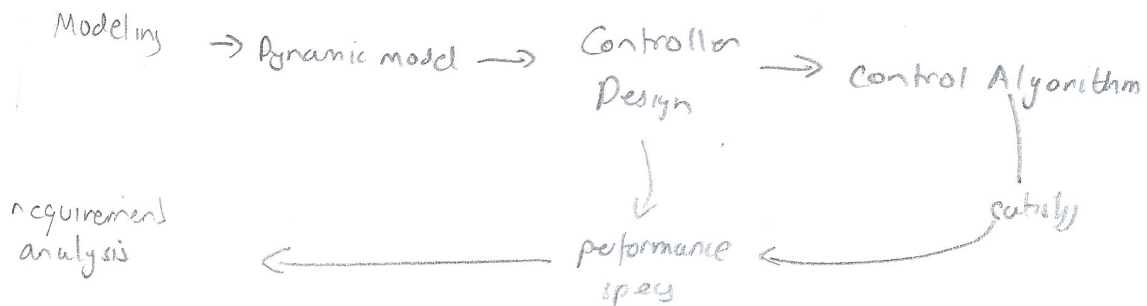 Modeling → Dynamic model → Controller
Design → Control Algorithm
requirement
analysis
performance
specs
satisfy